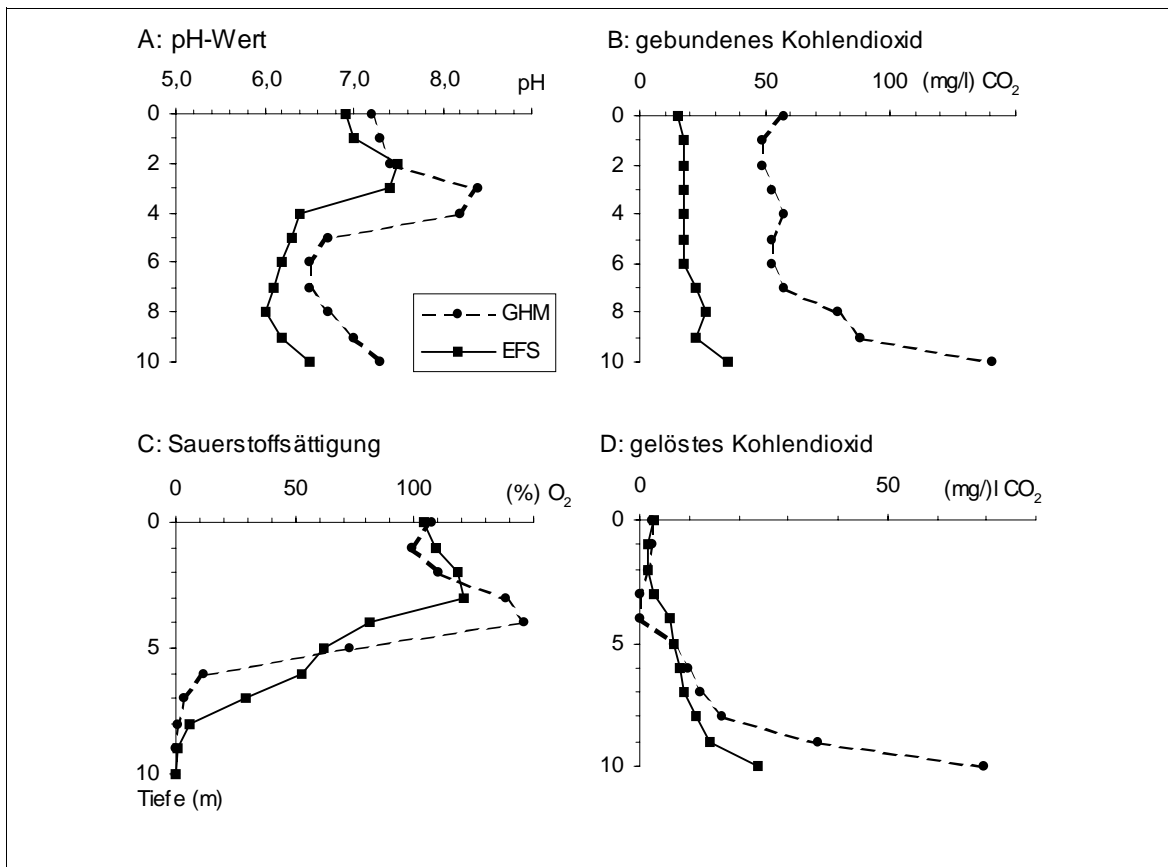 A: pH-Wert
5,0 6,0 7,0 8,0 pH
0
2
4
6
8
10
GHM
EFS
B: gebundenes Kohlendioxid
0 50 100 (mg/l) CO2
0
2
4
6
8
10
C: Sauerstoffsättigung
0 50 100 (%) O2
0
5
10
Tiefe (m)
D: gelöstes Kohlendioxid
0 50 (mg/)l CO2
0
5
10